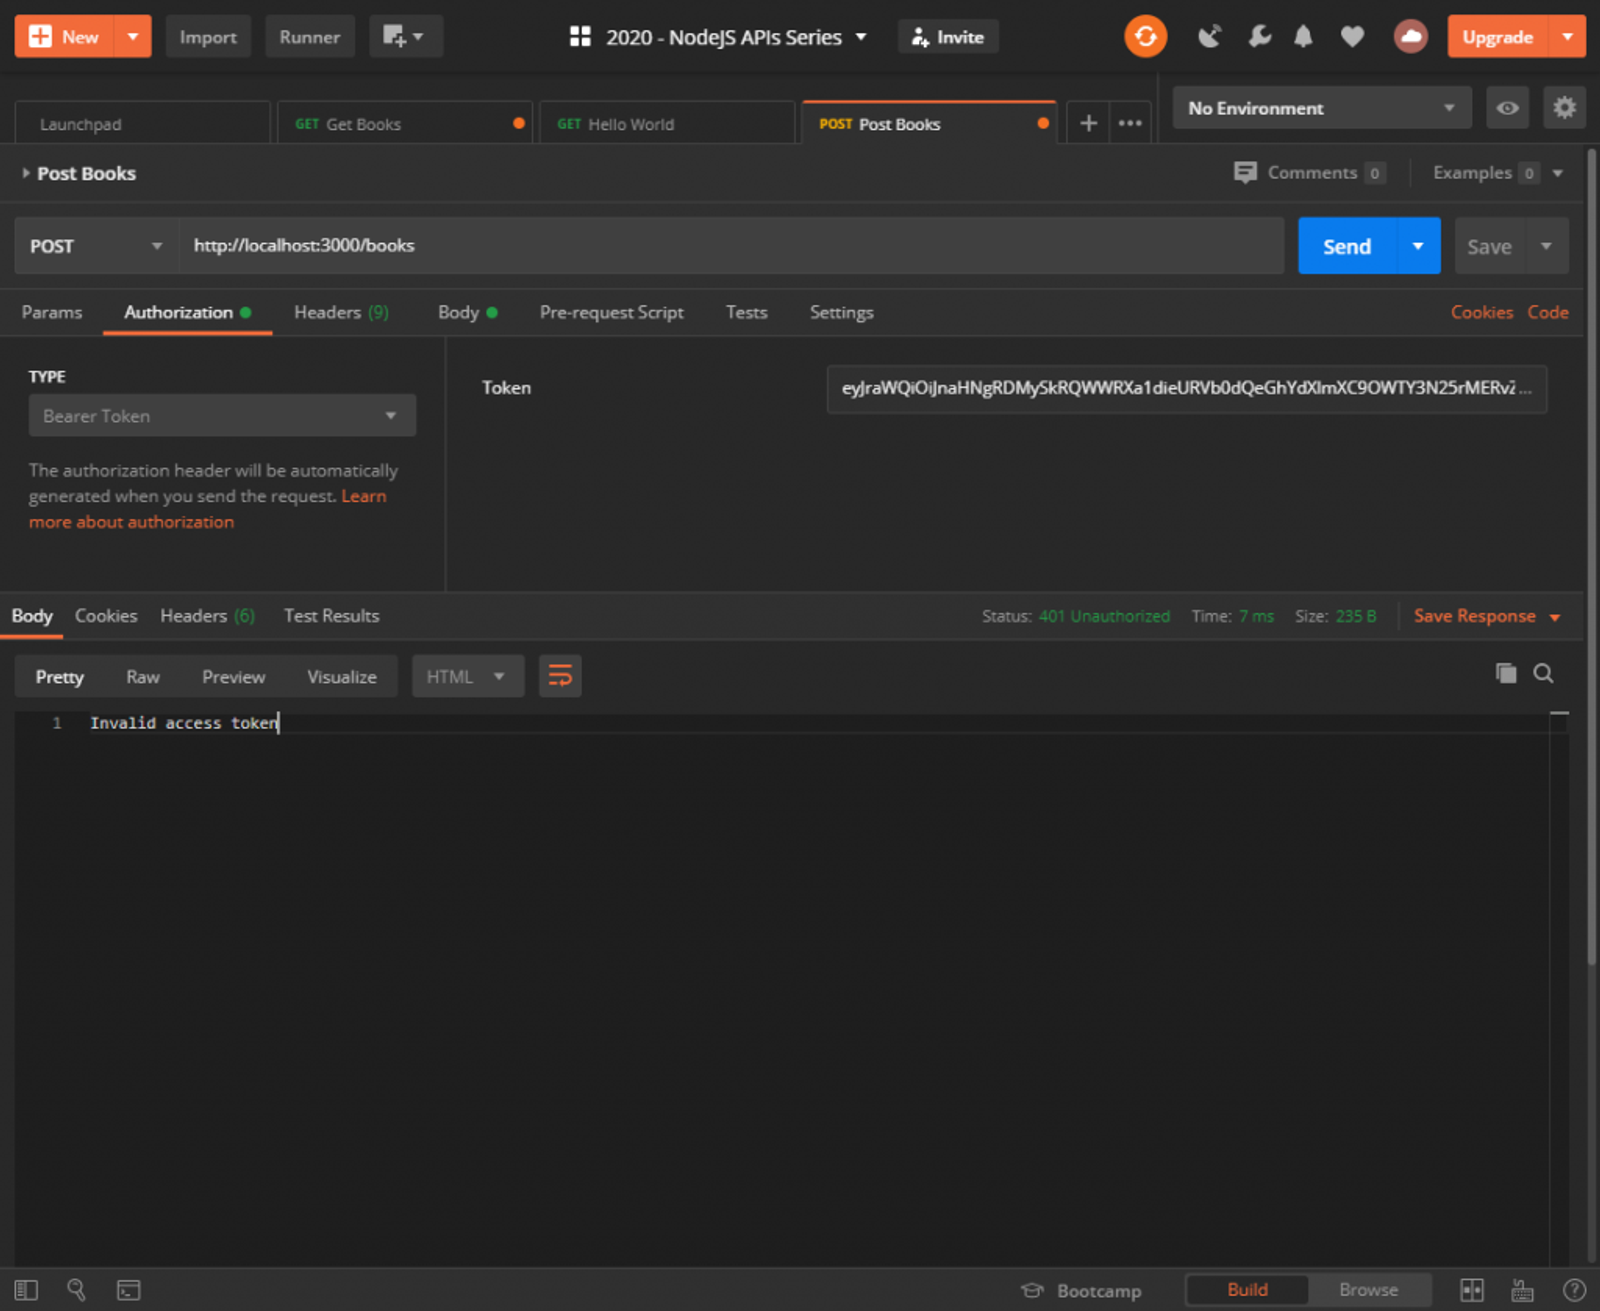 New Import Runner 2020 - NodeJS APIs Series Invite Upgrade
Launchpad GET Get Books GET Hello World POST Post Books No Environment
Post Books Comments 0 Examples 0
POST http://localhost:3000/books Send Save
Params Authorization Headers (9) Body Pre-request Script Tests Settings Cookies Code
TYPE
Bearer Token
The authorization header will be automatically
generated when you send the request. Learn
more about authorization
Token
Body Cookies Headers (6) Test Results Status: 401 Unauthorized Time: 7 ms Size: 235 B Save Response
Pretty Raw Preview Visualize HTML
1 Invalid access token
Bootcamp Build Browse